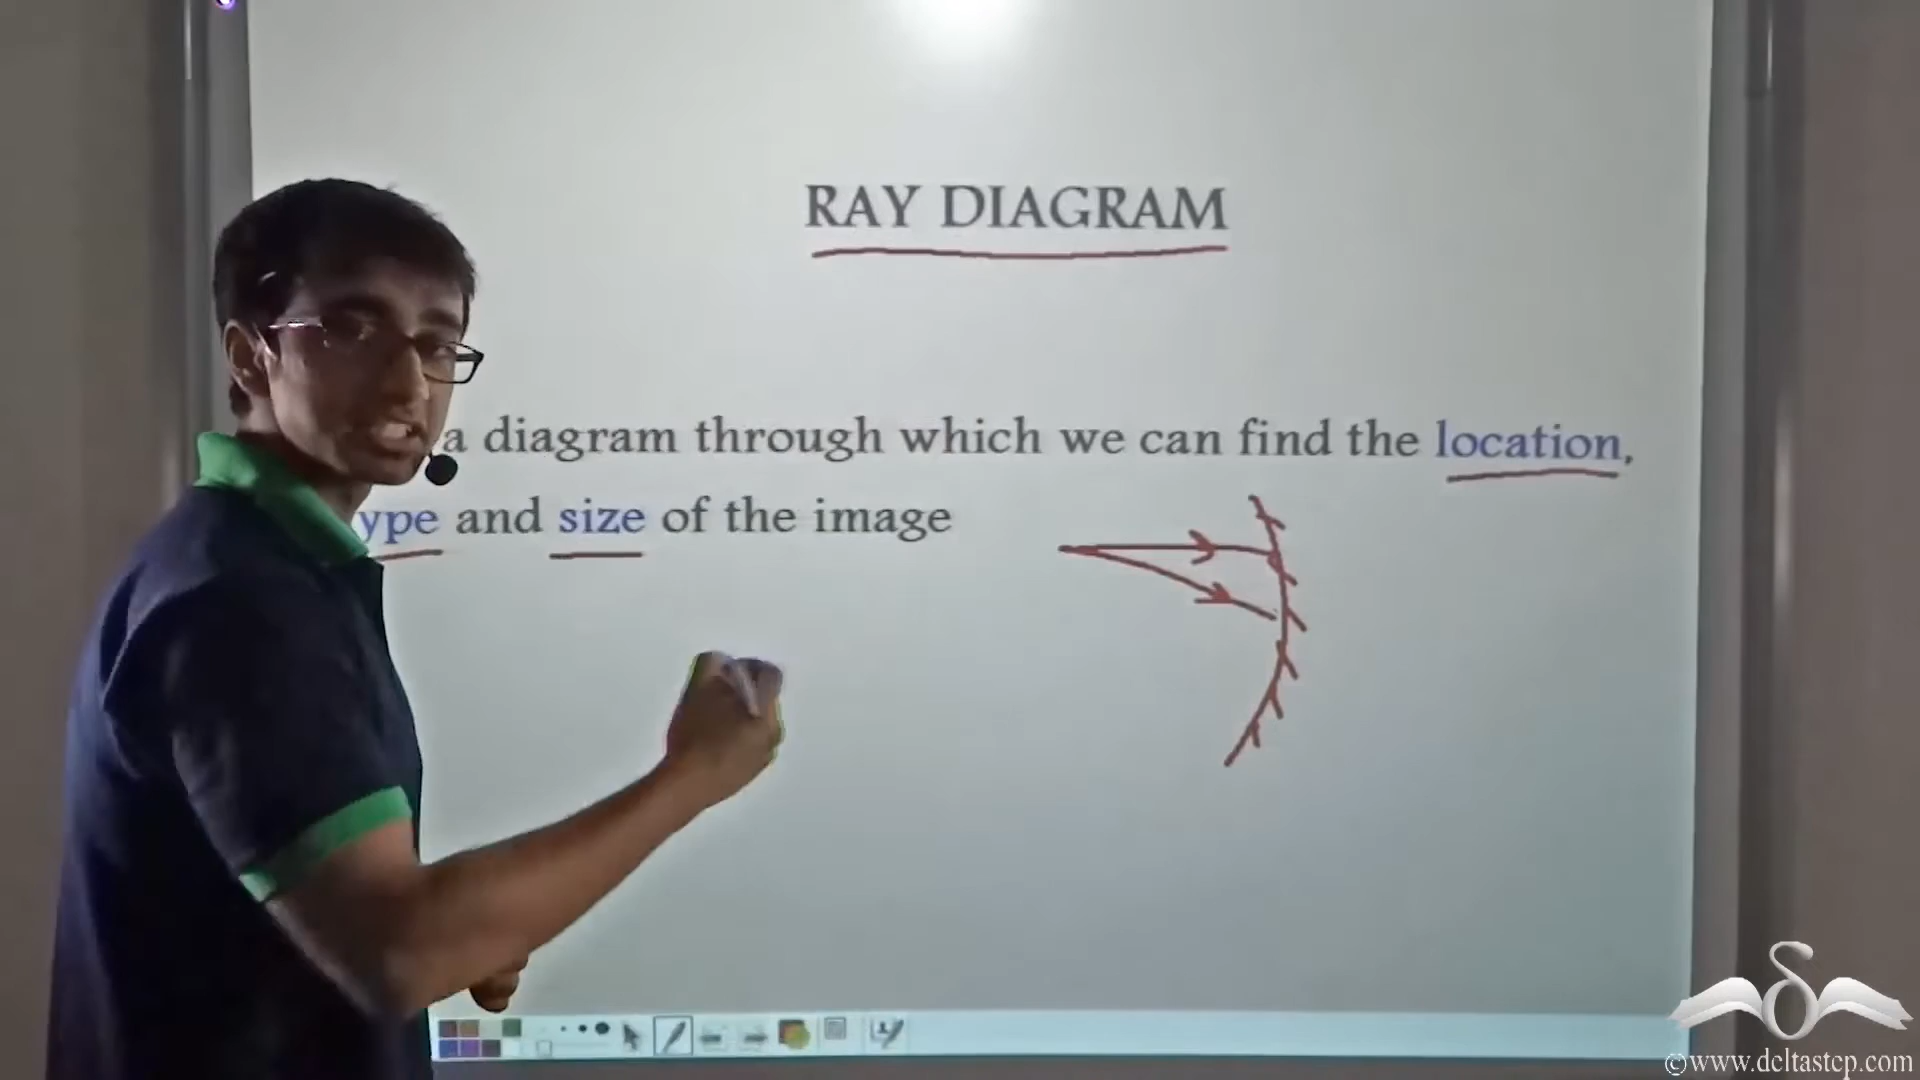 RAY DIAGRAM
a diagram through which we can find the location,
ype and size of the image
©www.deltastep.com